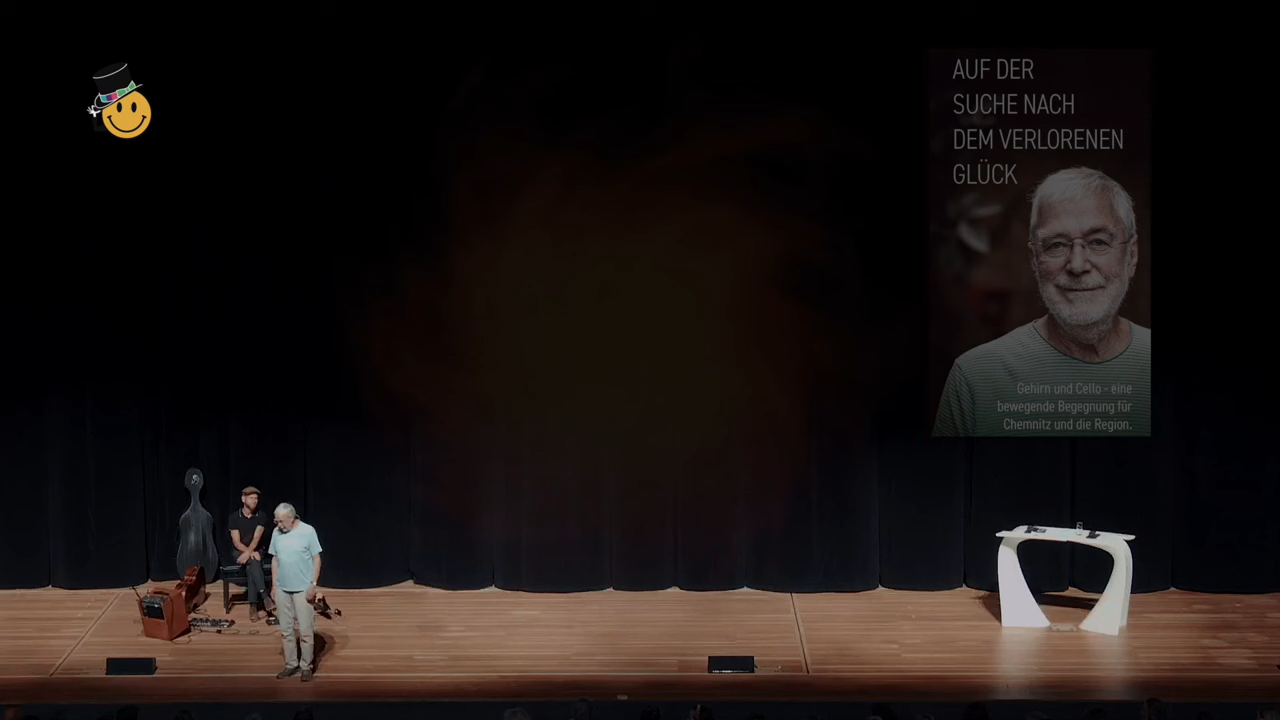 AUF DER
SUCHE NACH
DEM VERLORENEN
GLÜCK
Gehirn und Cello - eine
bewegende Begegnung für
Chemnitz und die Region.